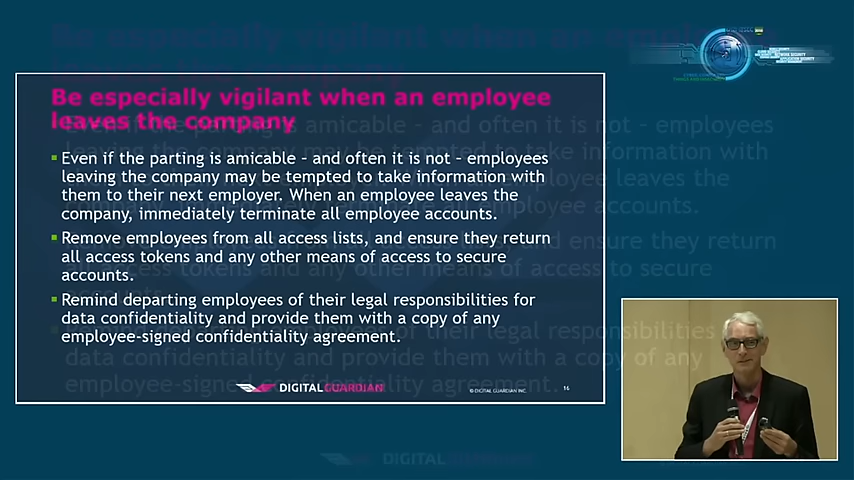 Be especially vigilant when an employee
leaves the company
Even if the parting is amicable – and often it is not – employees
leaving the company may be tempted to take information with
them to their next employer. When an employee leaves the
company, immediately terminate all employee accounts.
Remove employees from all access lists, and ensure they return
all access tokens and any other means of access to secure
accounts.
Remind departing employees of their legal responsibilities for
data confidentiality and provide them with a copy of any
employee-signed confidentiality agreement.
DIGITAL GUARDIAN
© DIGITAL GUARDIAN INC.
16